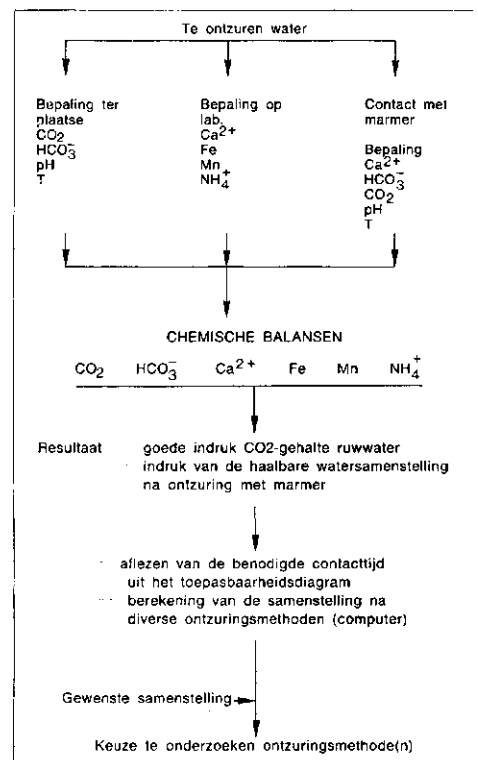 Te ontzuren water
Bepaling ter
plaatse
CO2
HCO3-
pH
T
Bepaling op
lab.
Ca2+
Fe
Mn
NH4+
Contact met
marmer
Bepaling
Ca2+
HCO3-
CO2
pH
T
CHEMISCHE BALANSEN
CO2 HCO3- Ca2+ Fe Mn NH4+
Resultaat goede indruk CO2-gehalte ruwwater
- indruk van de haalbare watersamenstelling
na ontzuring met marmer
- aflezen van de benodigde contacttijd
uit het toepasbaarheidsdiagram
- berekening van de samenstelling na
diverse ontzuringsmethoden (computer)
Gewenste samenstelling
Keuze te onderzoeken ontzuringsmethode(n)